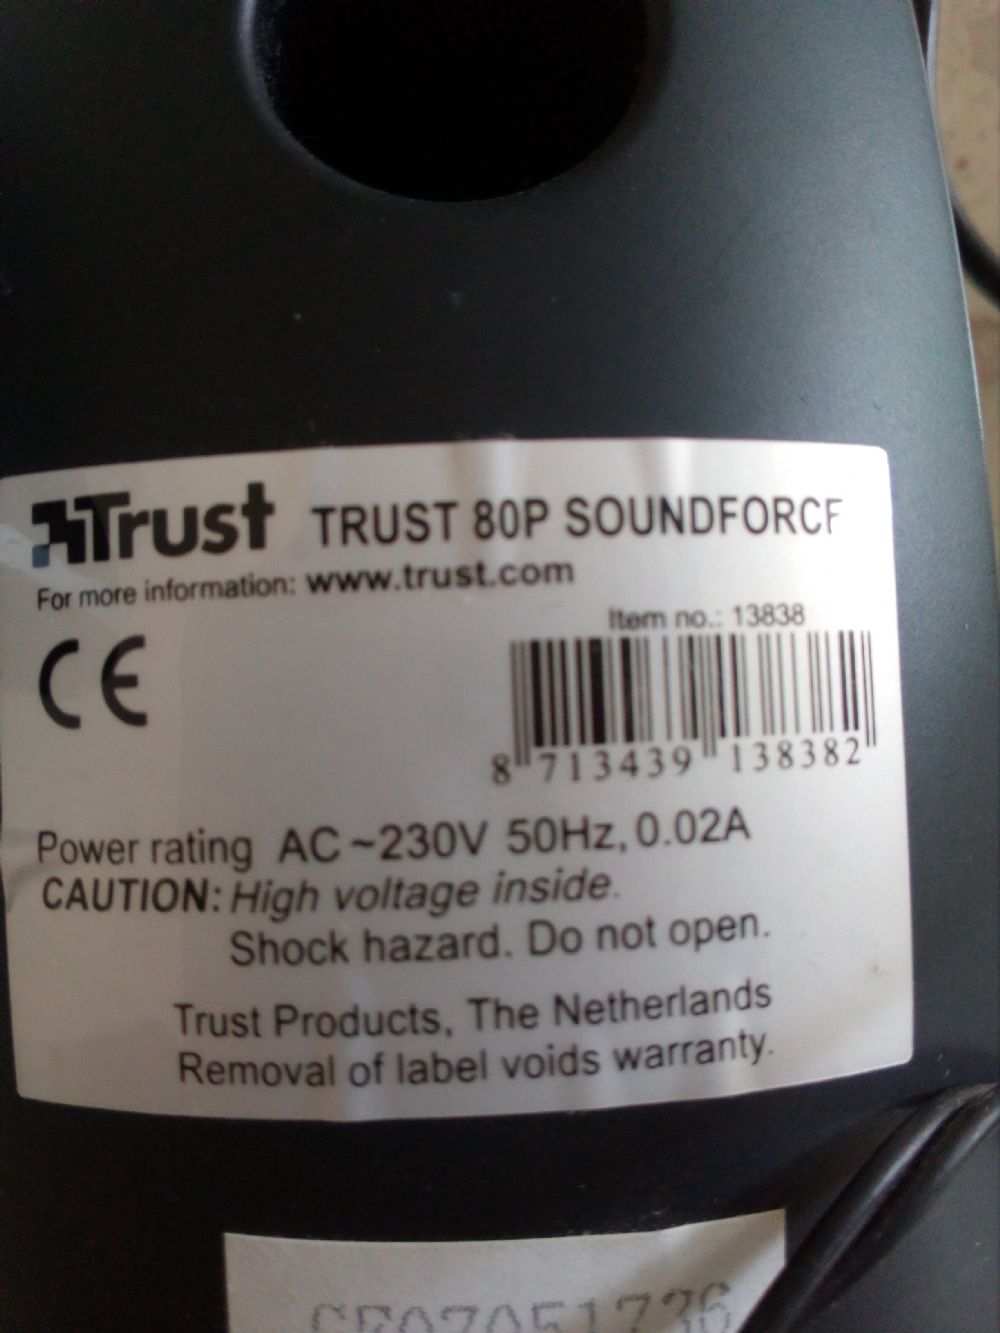 Trust TRUST 80P SOUNDFORCE
For more information: www.trust.com
Item no.: 13838
CE
8 713439 138382
Power rating AC ~230V 50Hz, 0.02A
CAUTION: High voltage inside.
Shock hazard. Do not open.
Trust Products, The Netherlands
Removal of label voids warranty.